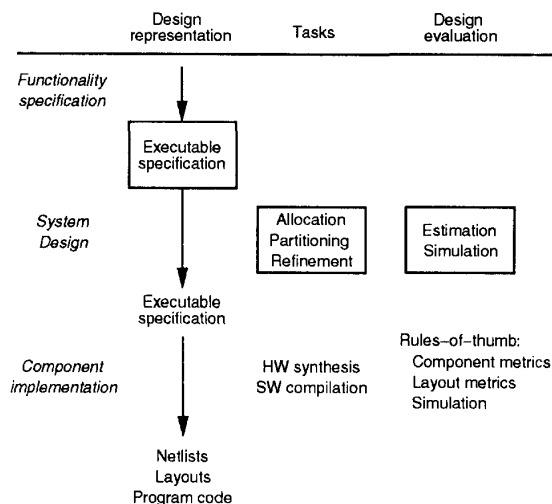 Design
representation
Tasks
Design
evaluation
Functionality
specification
Executable
specification
System
Design
Allocation
Partitioning
Refinement
Estimation
Simulation
Executable
specification
Component
implementation
HW synthesis
SW compilation
Rules-of-thumb:
Component metrics
Layout metrics
Simulation
Netlists
Layouts
Program code